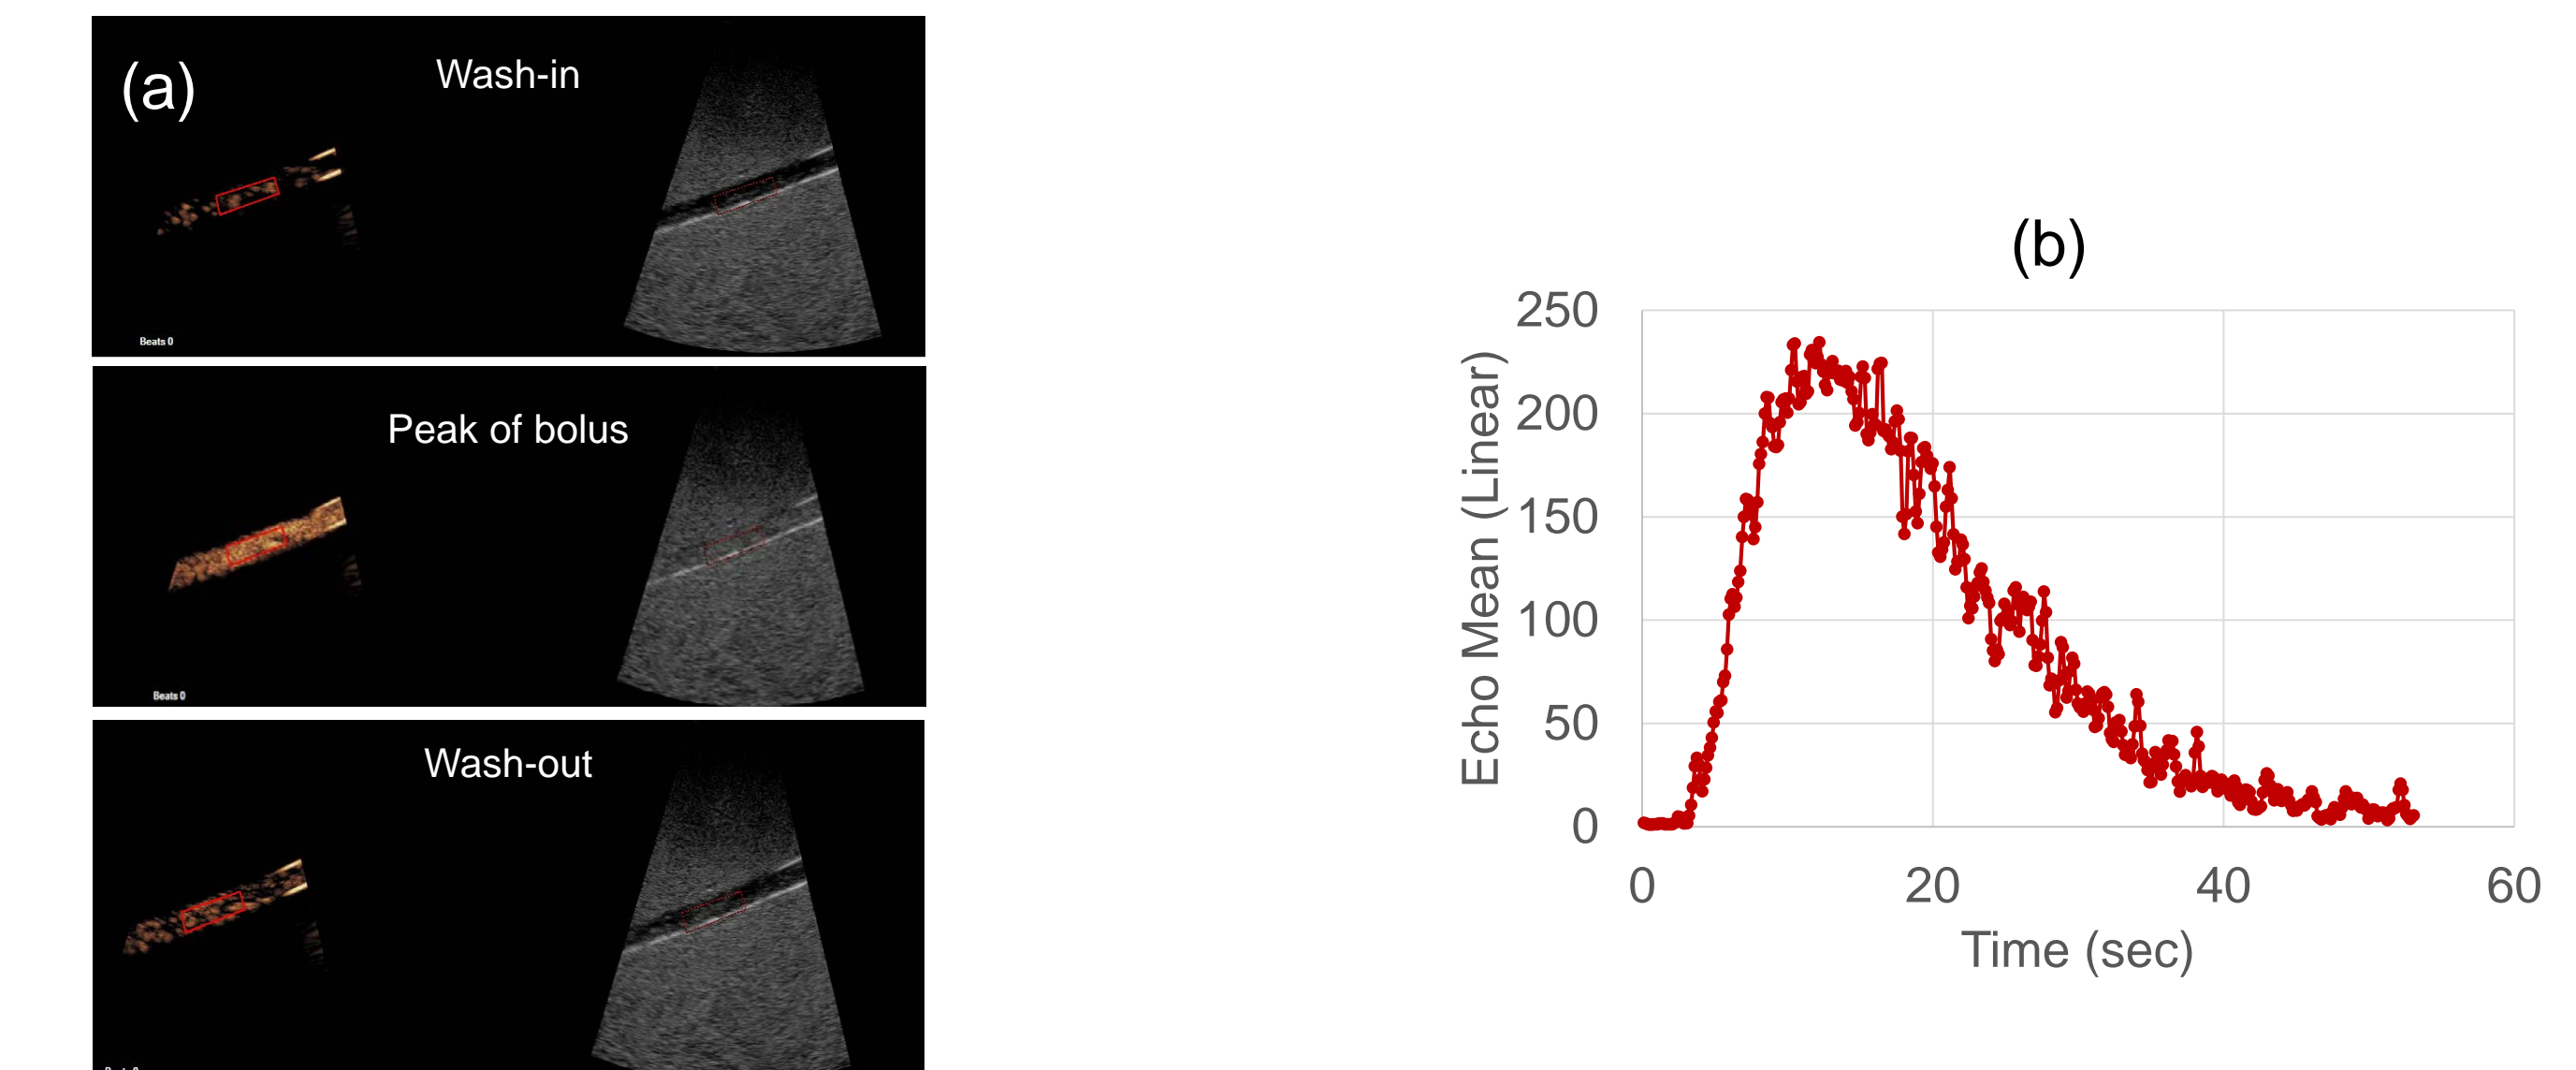 (a)
Wash-in
Beats 0
Peak of bolus
Beats 0
Wash-out
(b)
250
200
150
100
50
0
Echo Mean (Linear)
0 20 40 60
Time (sec)